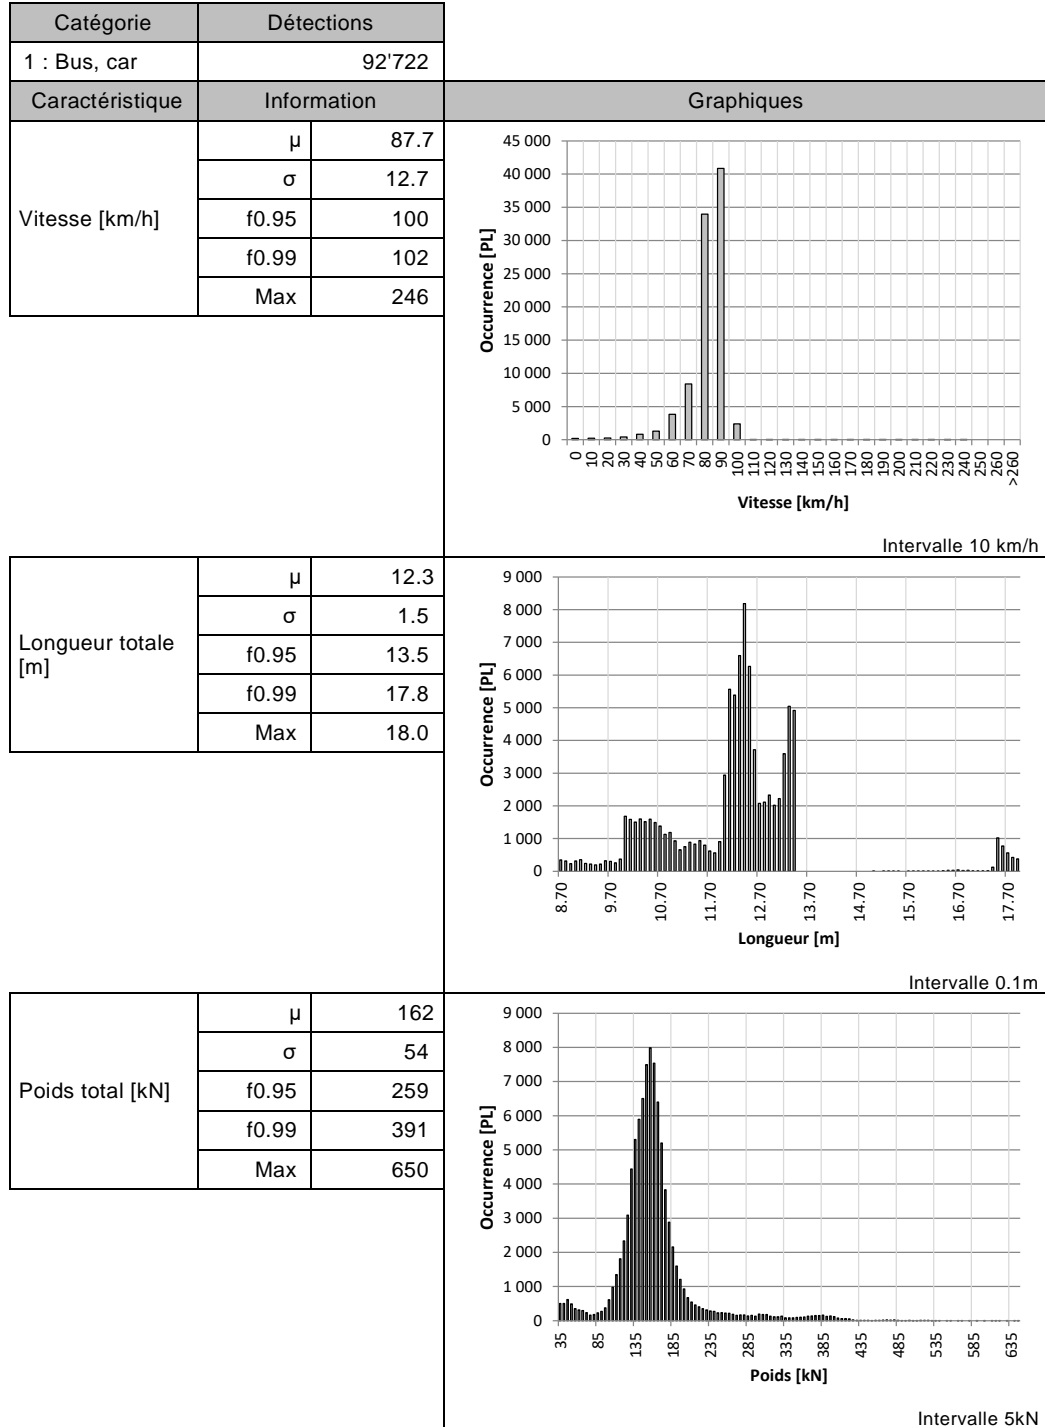 Catégorie Détections
1 : Bus, car 92'722
Caractéristique Information Graphiques
Vitesse [km/h]
µ 87.7
σ 12.7
f0.95 100
f0.99 102
Max 246
45 000
40 000
35 000
30 000
25 000
20 000
15 000
10 000
5 000
0
Occurrence [PL]
0 10 20 30 40 50 60 70 80 90 100 110 120 130 140 150 160 170 180 190 200 210 220 230 240 250 260 >260
Vitesse [km/h]
Intervalle 10 km/h
Longueur totale
[m]
µ 12.3
σ 1.5
f0.95 13.5
f0.99 17.8
Max 18.0
9 000
8 000
7 000
6 000
5 000
4 000
3 000
2 000
1 000
0
Occurrence [PL]
8.70 9.70 10.70 11.70 12.70 13.70 14.70 15.70 16.70 17.70
Longueur [m]
Intervalle 0.1m
Poids total [kN]
µ 162
σ 54
f0.95 259
f0.99 391
Max 650
9 000
8 000
7 000
6 000
5 000
4 000
3 000
2 000
1 000
0
Occurrence [PL]
35 85 135 185 235 285 335 385 435 485 535 585 635
Poids [kN]
Intervalle 5kN